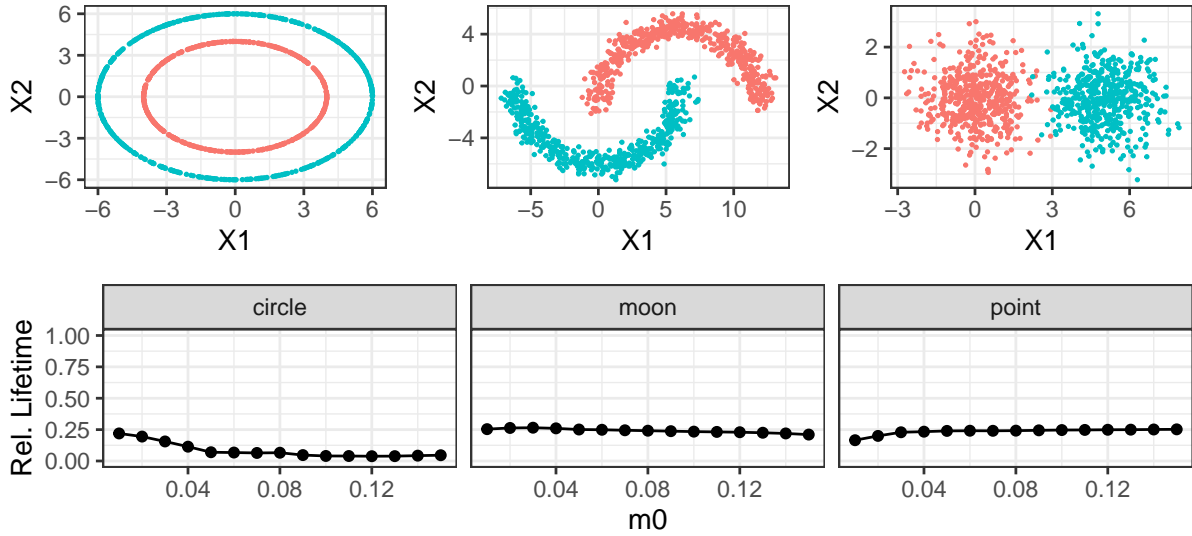 6
3
0
−3
−6
X2
−6 −3 0 3 6
X1
4
0
−4
X2
−5 0 5 10
X1
2
0
−2
X2
−3 0 3 6
X1
circle moon point
1.00
0.75
0.50
0.25
0.00
Rel. Lifetime
0.04 0.08 0.12 0.04 0.08 0.12 0.04 0.08 0.12
m0